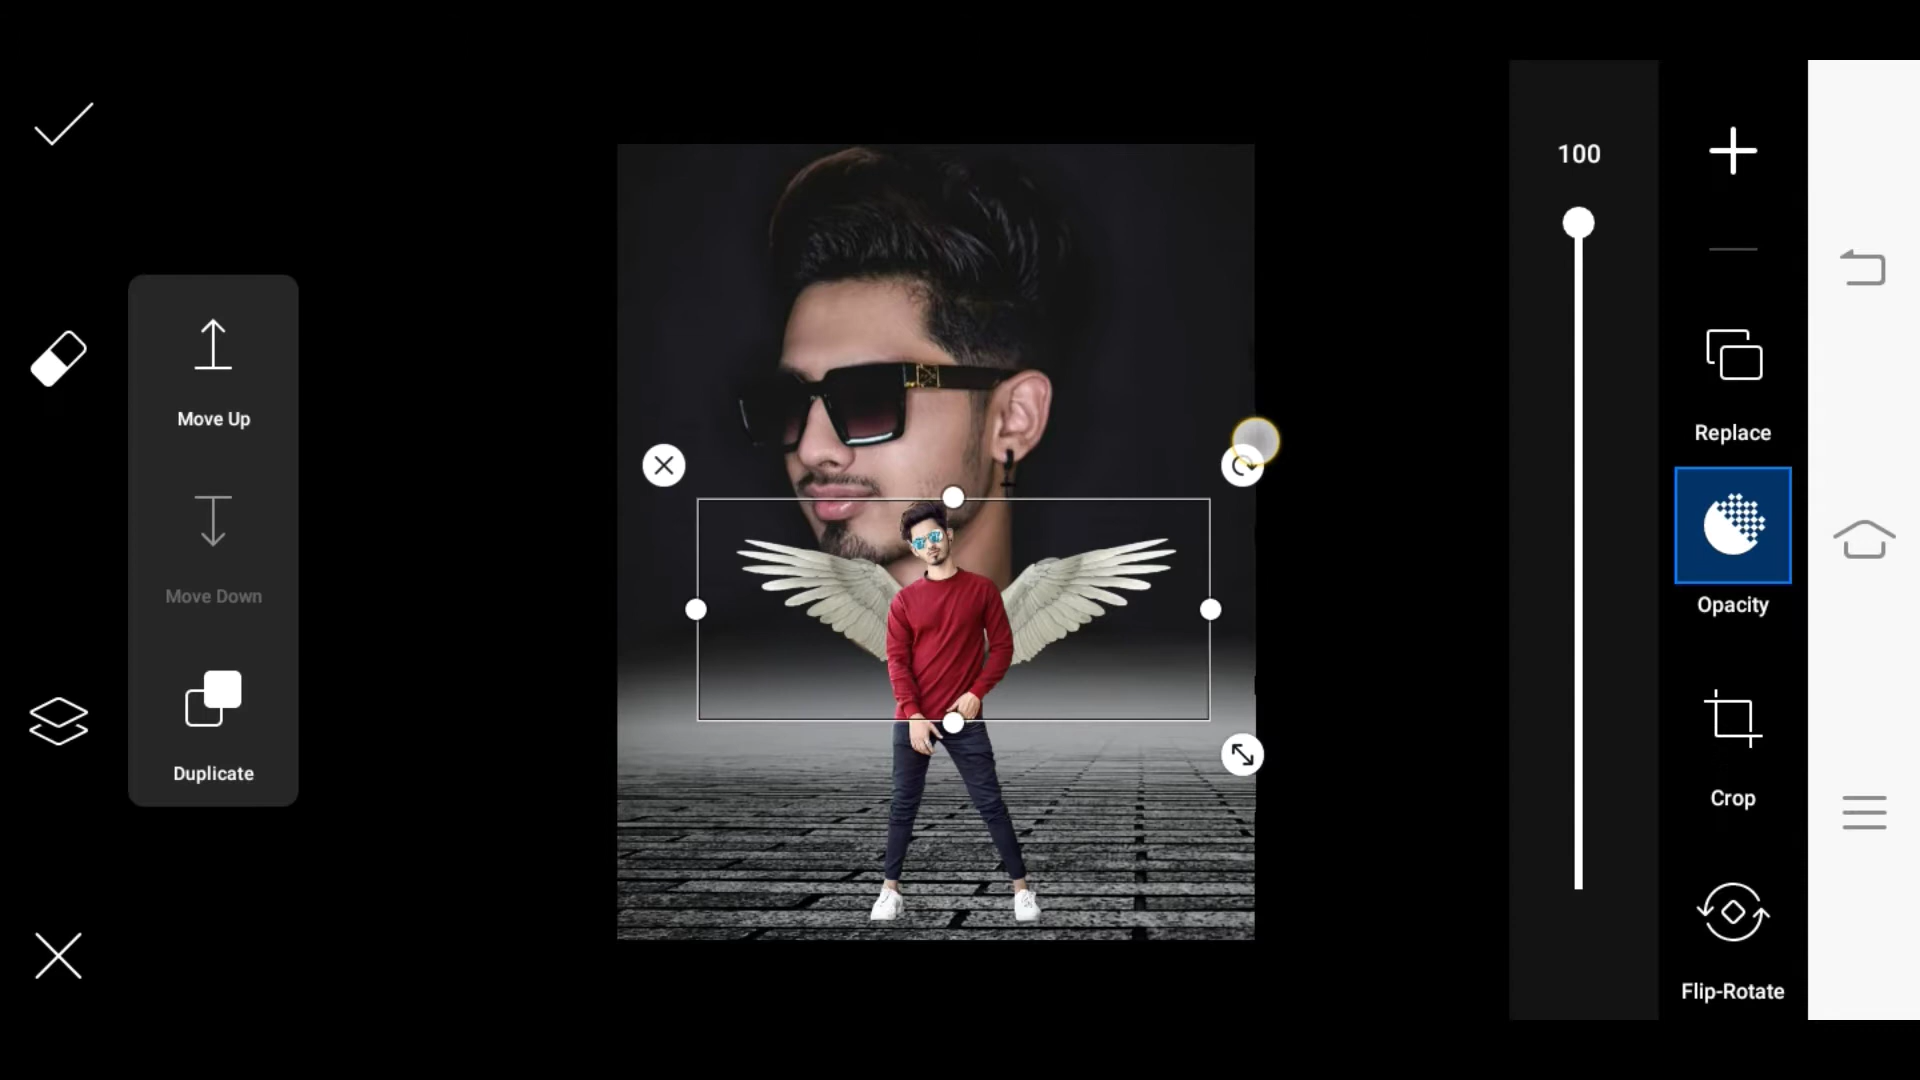 Move Up
Move Down
Duplicate
100
Replace
Opacity
Crop
Flip-Rotate